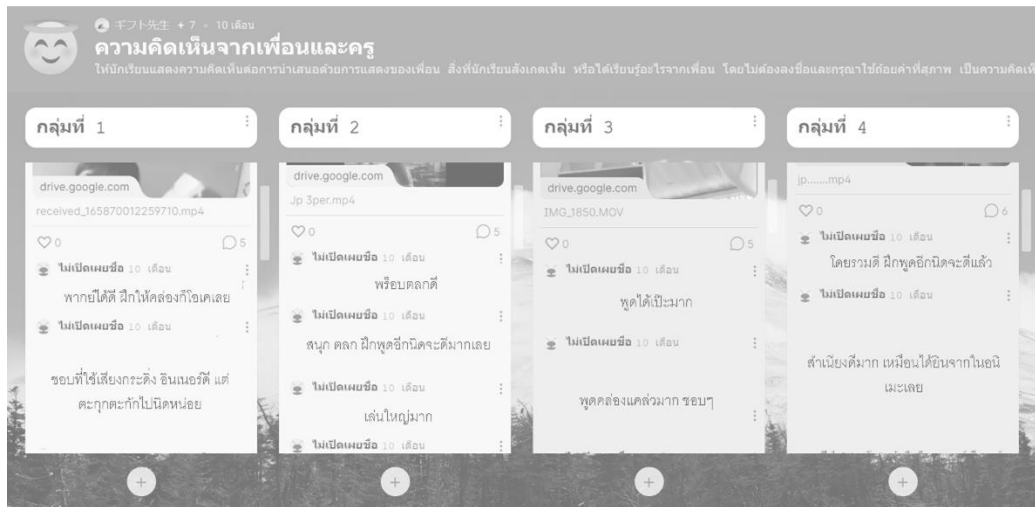 ギフト先生 + 7 • 10 เดือน
ความคิดเห็นจากเพื่อนและครู
ให้นักเรียนแสดงความคิดเห็นต่อการนำเสนอด้วยการแสดงของเพื่อน สิ่งที่นักเรียนสังเกตเห็น หรือได้เรียนรู้อะไรจากเพื่อน โดยไม่ต้องลงชื่อและกรุณาใช้ถ้อยคำที่สุภาพ เป็นความคิดเห็
กลุ่มที่ 1
drive.google.com
received_165870012259710.mp4
0 5
ไม่เปิดเผยชื่อ 10 เดือน
พากย์ได้ดี ฝึกให้คล่องก็โอเคเลย
ไม่เปิดเผยชื่อ 10 เดือน
ชอบที่ใช้เสียงกระดิ่ง อินเนอร์ดี แต่
ตะกุกตะกักไปนิดหน่อย
กลุ่มที่ 2
drive.google.com
Jp 3per.mp4
0 5
ไม่เปิดเผยชื่อ 10 เดือน
พร็อบตลกดี
ไม่เปิดเผยชื่อ 10 เดือน
สนุก ตลก ฝึกพูดอีกนิดจะดีมากเลย
ไม่เปิดเผยชื่อ 10 เดือน
เล่นใหญ่มาก
ไม่เปิดเผยชื่อ 10 เดือน
กลุ่มที่ 3
drive.google.com
IMG_1850.MOV
0 5
ไม่เปิดเผยชื่อ 10 เดือน
พูดได้เป๊ะมาก
ไม่เปิดเผยชื่อ 10 เดือน
พูดคล่องแคล่วมาก ชอบๆ
กลุ่มที่ 4
jp.......mp4
0 6
ไม่เปิดเผยชื่อ 10 เดือน
โดยรวมดี ฝึกพูดอีกนิดจะดีแล้ว
ไม่เปิดเผยชื่อ 10 เดือน
สำเนียงดีมาก เหมือนได้ยินจากในอนิ
เมะเลย